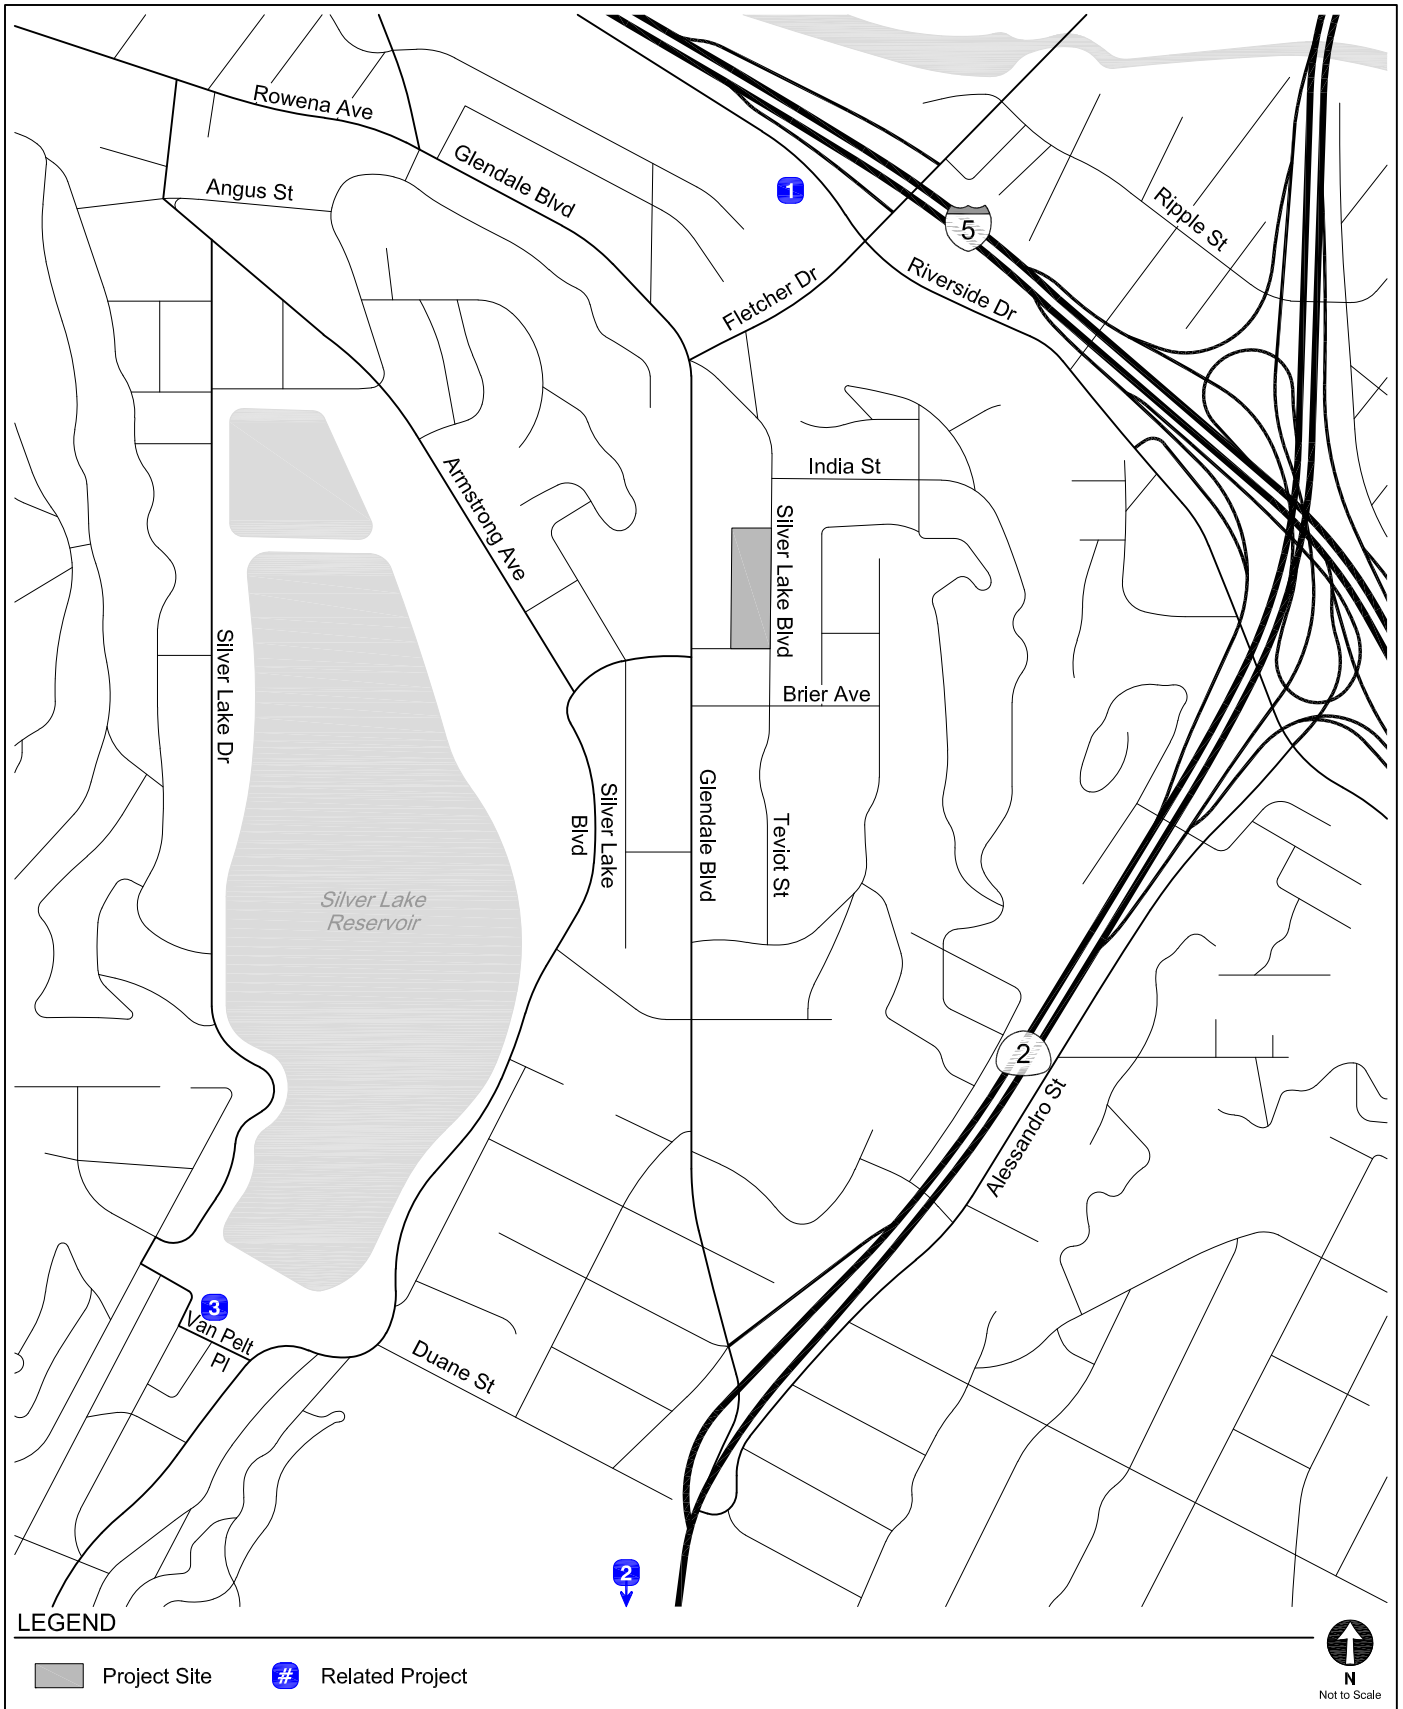 Rowena Ave
Glendale Blvd
Angus St
1
5
Ripple St
Fletcher Dr
Riverside Dr
India St
Armstrong Ave
Silver Lake Blvd
Silver Lake Dr
Brier Ave
Silver Lake
Blvd
Glendale Blvd
Teviot St
Silver Lake
Reservoir
2
Alessandro St
3
Van Pelt
Pl
Duane St
2
LEGEND
Project Site
# Related Project
N
Not to Scale